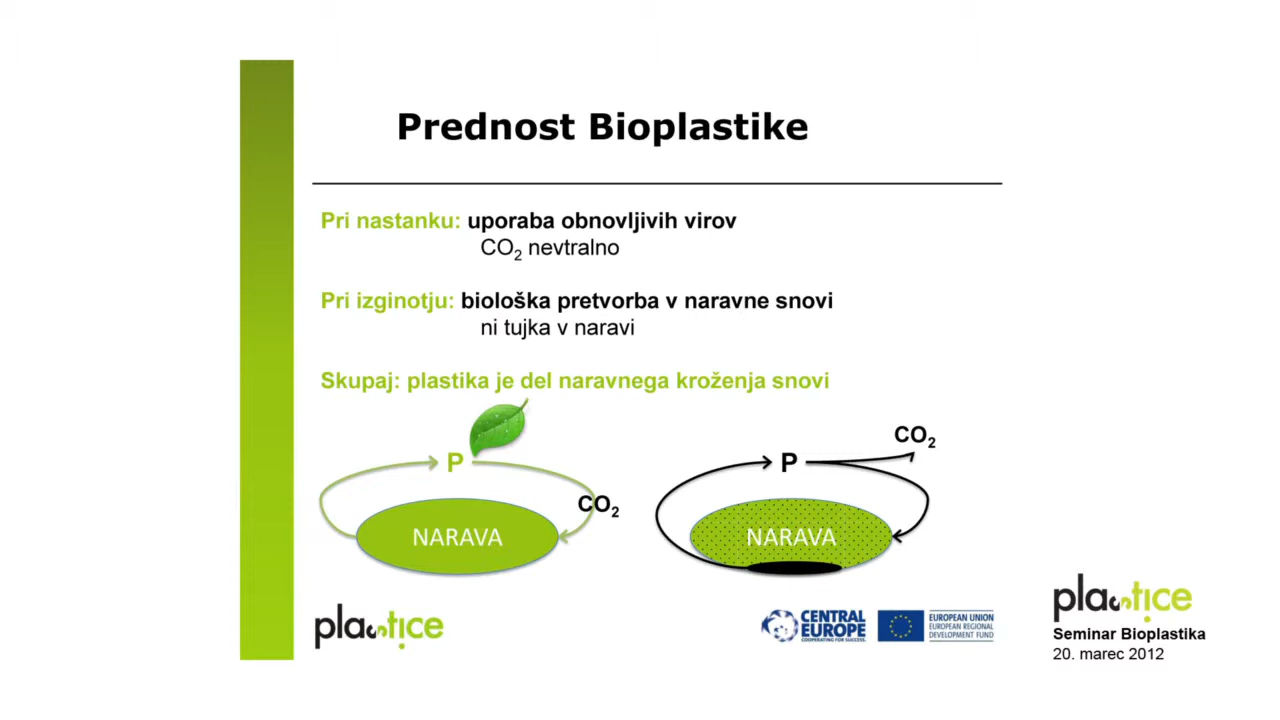 Prednost Bioplastike
Pri nastanku: uporaba obnovljivih virov
CO₂ nevtralno
Pri izginotju: biološka pretvorba v naravne snovi
ni tujka v naravi
Skupaj: plastika je del naravnega kroženja snovi
P
CO₂
NARAVA
CO₂
P
NARAVA
plastice
CENTRAL
EUROPE
COOPERATING FOR SUCCESS.
EUROPEAN UNION
EUROPEAN REGIONAL
DEVELOPMENT FUND
plastice
Seminar Bioplastika
20. marec 2012